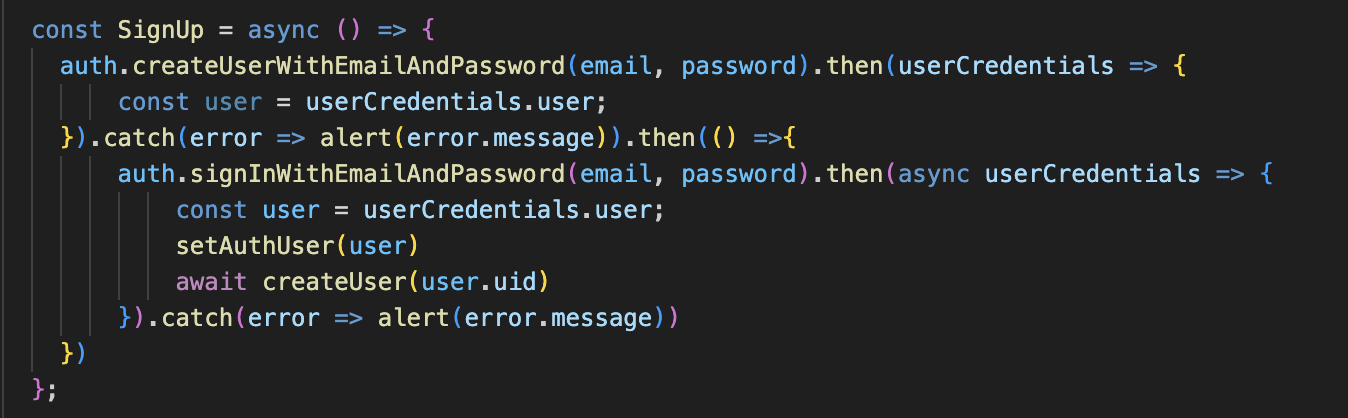 const SignUp = async () => {
auth.createUserWithEmailAndPassword(email, password).then(userCredentials => {
const user = userCredentials.user;
}).catch(error => alert(error.message)).then(() =>{
auth.signInWithEmailAndPassword(email, password).then(async userCredentials => {
const user = userCredentials.user;
setAuthUser(user)
await createUser(user.uid)
}).catch(error => alert(error.message))
})
};